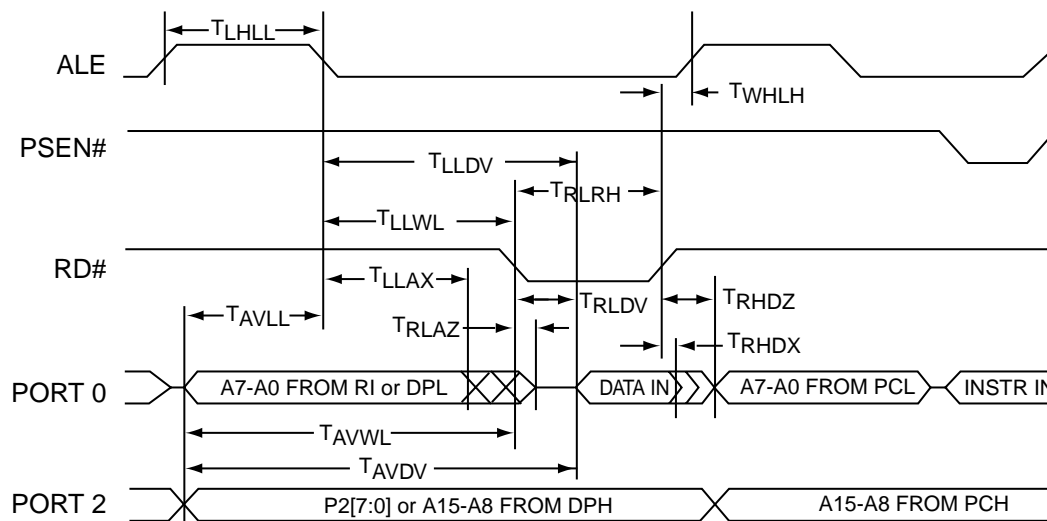 TLHLL
ALE
TWHLH
PSEN#
TLLDV
TRLRH
TLLWL
RD#
TLLAX
TAVLL
TRLDV
TRHDZ
TRLAZ
TRHDX
PORT 0
A7-A0 FROM RI or DPL
DATA IN
A7-A0 FROM PCL
INSTR IN
TAVWL
TAVDV
PORT 2
P2[7:0] or A15-A8 FROM DPH
A15-A8 FROM PCH